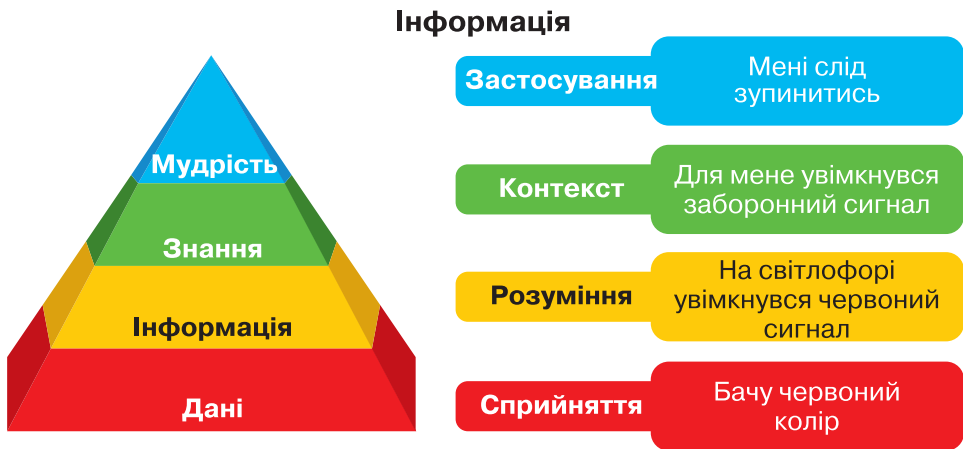 Інформація
Мудрість
Знання
Інформація
Дані
Застосування
Мені слід
зупинитись
Контекст
Для мене увімкнувся
заборонний сигнал
Розуміння
На світлофорі
увімкнувся червоний
сигнал
Сприйняття
Бачу червоний
колір